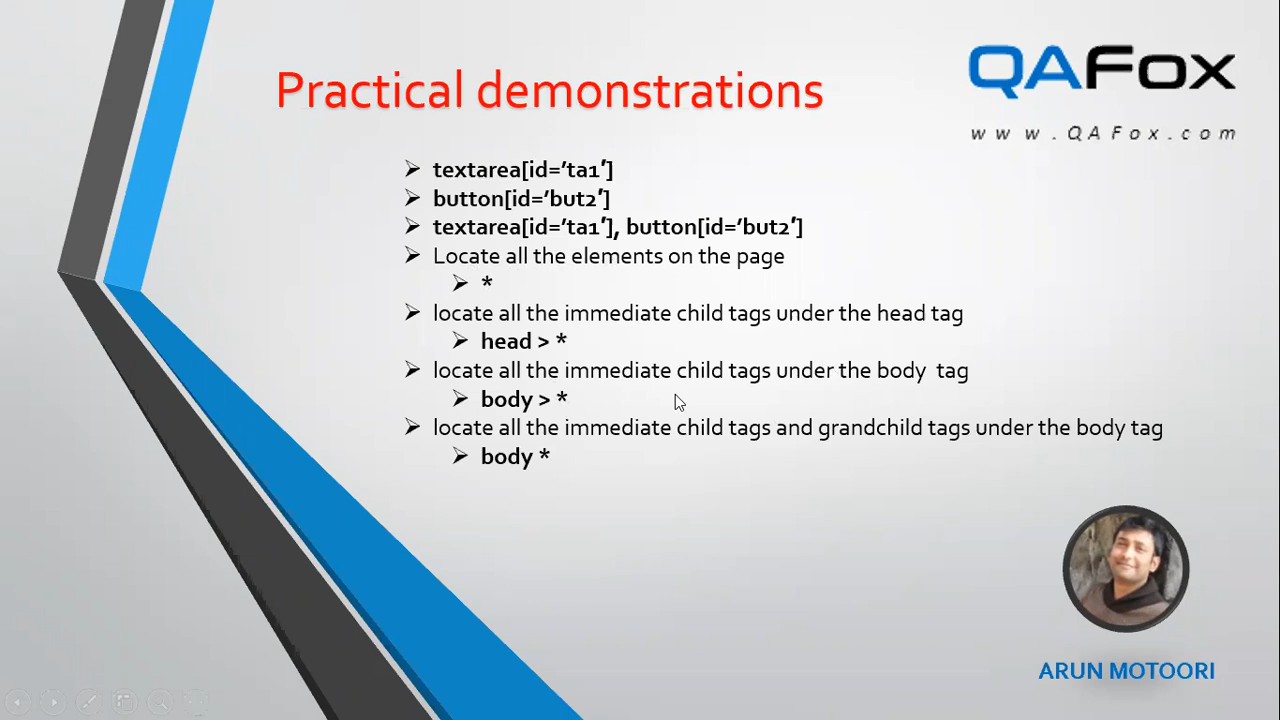 Practical demonstrations
QAFox
www.QAFox.com
textarea[id=’ta1′]
button[id=’but2′]
textarea[id=’ta1′], button[id=’but2′]
Locate all the elements on the page
*
locate all the immediate child tags under the head tag
head > *
locate all the immediate child tags under the body  tag
body > *
locate all the immediate child tags and grandchild tags under the body tag
body *
ARUN MOTOORI